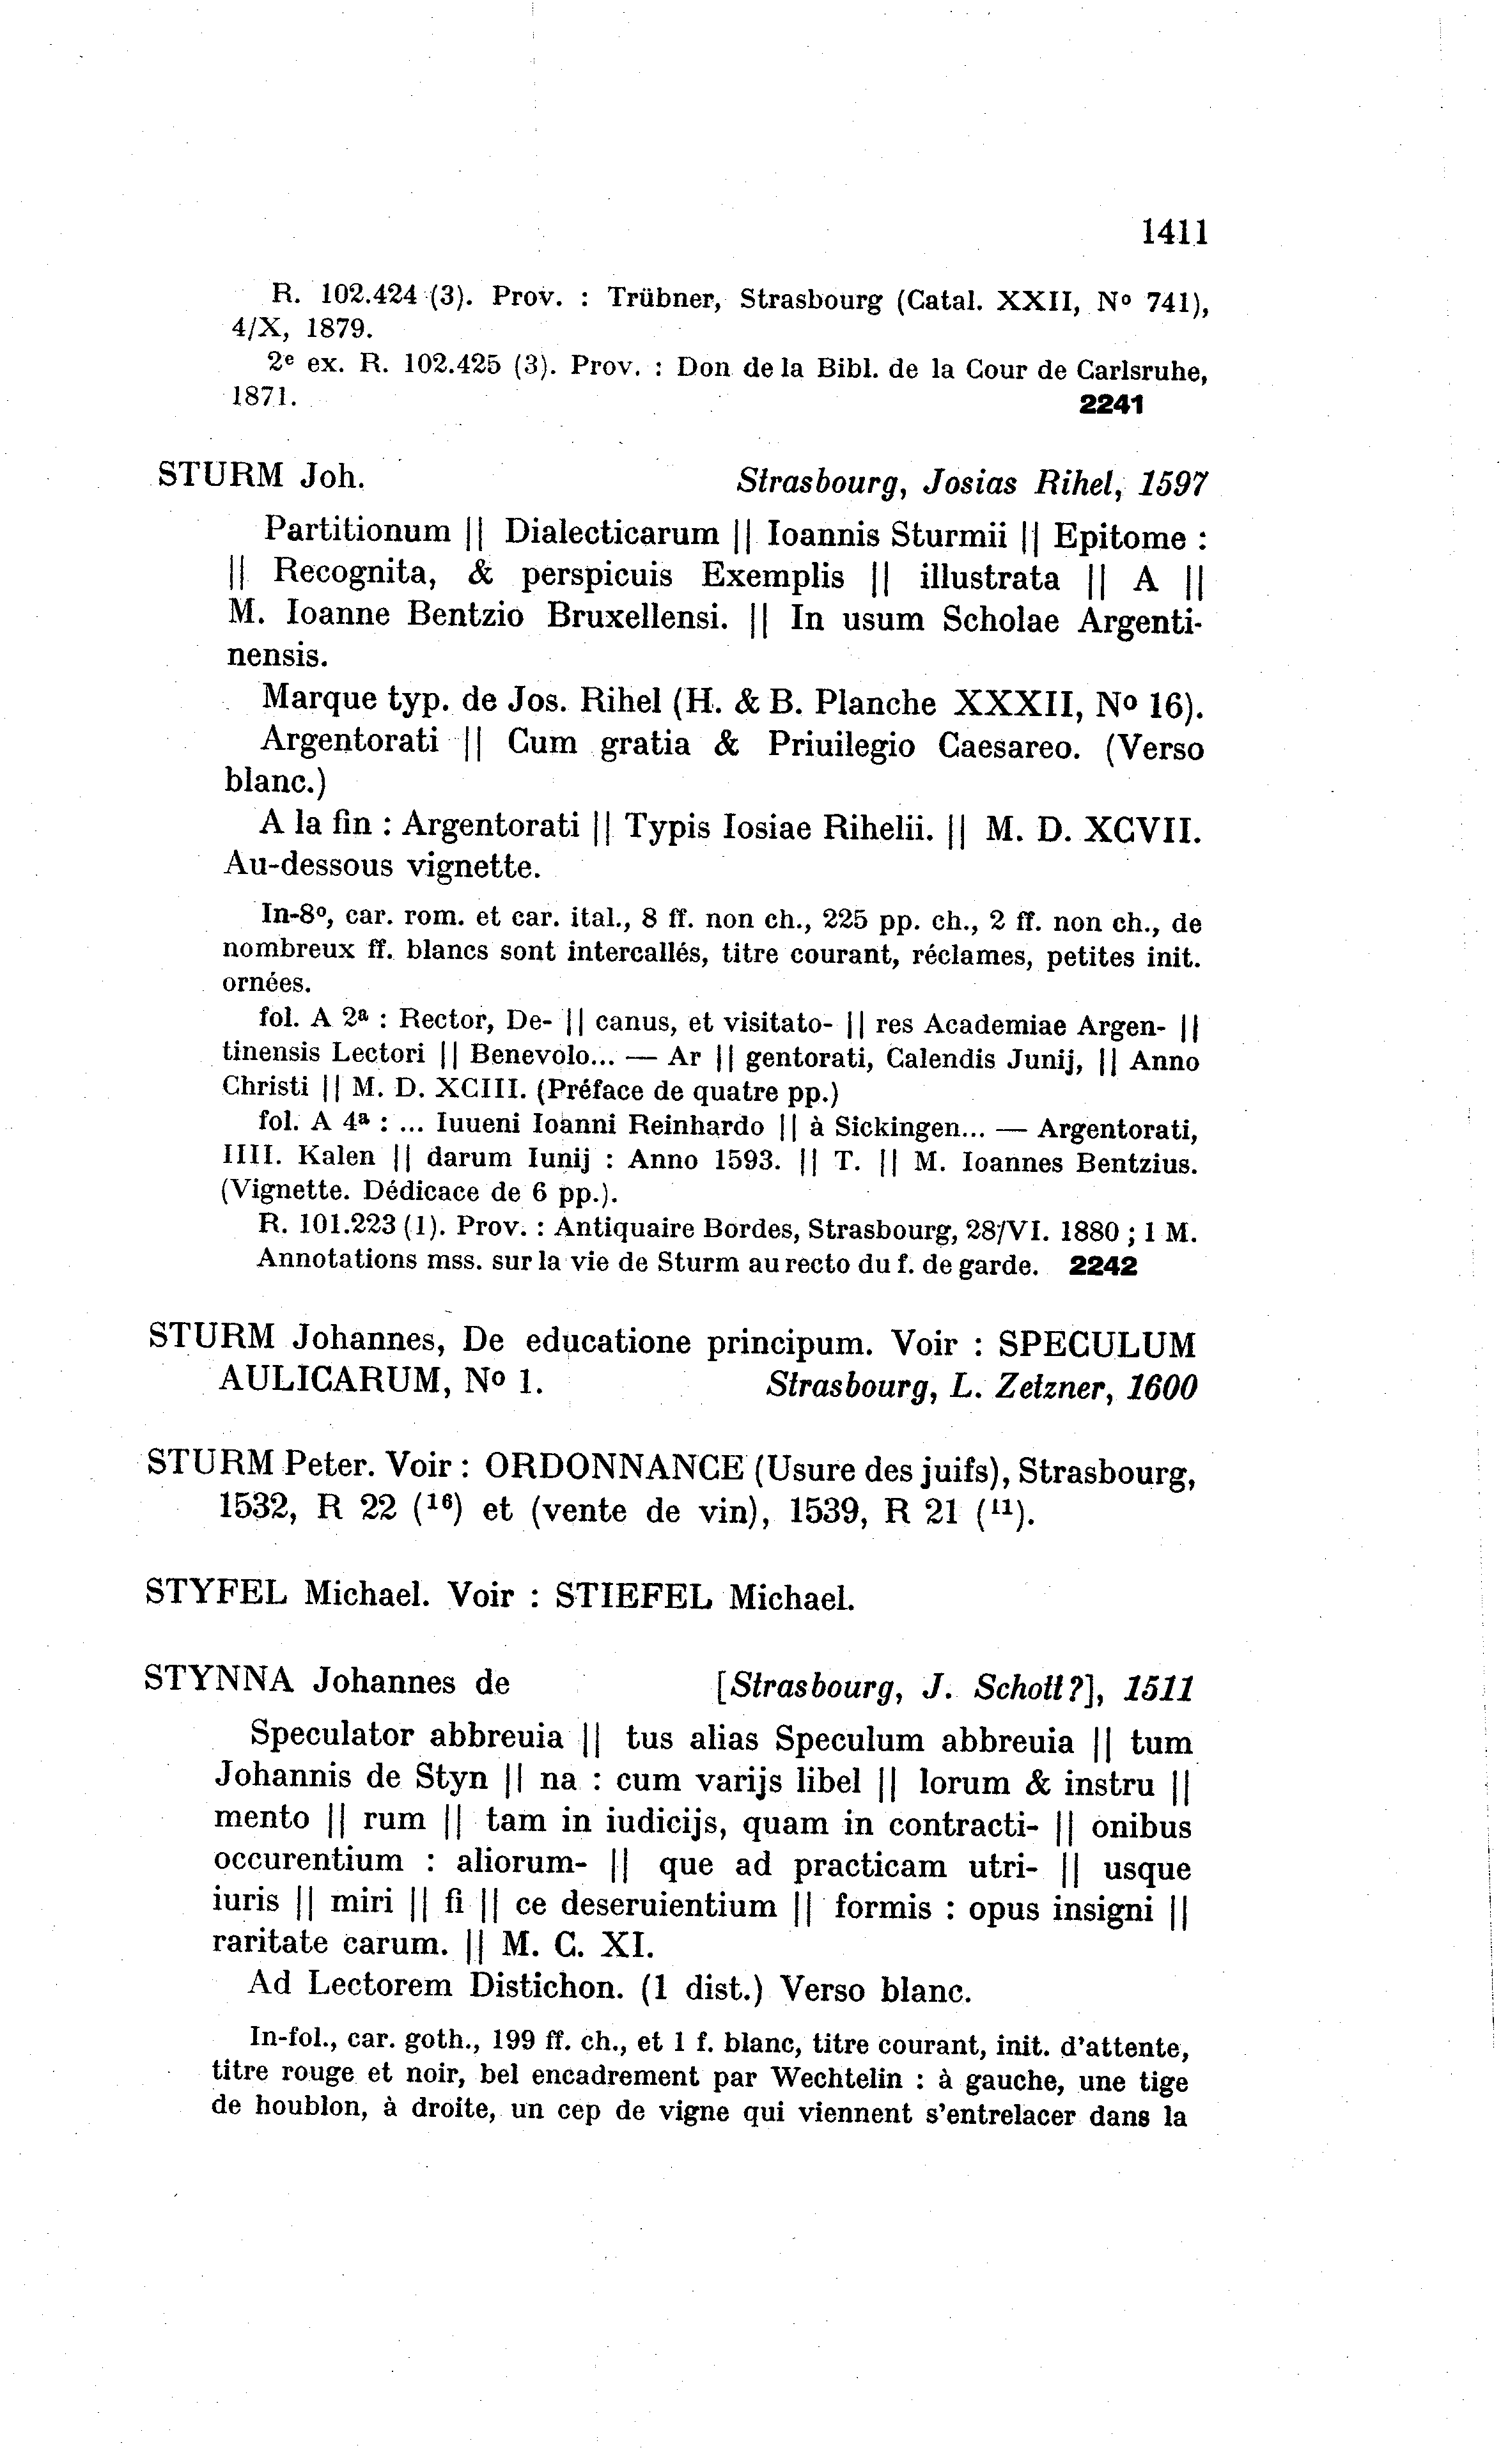 1411
R. 102.424 (3). Prov. : Trübner, Strasbourg (Catal. XXII, Nº 741),
4/X, 1879.
2e ex. R. 102.425 (3). Prov. : Don de la Bibl. de la Cour de Carlsruhe,
1871. 2241
STURM Joh. Strasbourg, Josias Rihel, 1597
Partitionum || Dialecticarum || Ioannis Sturmii || Epitome :
|| Recognita, & perspicuis Exemplis || illustrata || A ||
M. Ioanne Bentzio Bruxellensi. || In usum Scholae Argenti-
nensis.
Marque typ. de Jos. Rihel (H. & B. Planche XXXII, Nº 16).
Argentorati || Cum gratia & Priuilegio Caesareo. (Verso
blanc.)
A la fin : Argentorati || Typis Iosiae Rihelii. || M. D. XCVII.
Au-dessous vignette.
In-8º, car. rom. et car. ital., 8 ff. non ch., 225 pp. ch., 2 ff. non ch., de
nombreux ff. blancs sont intercallés, titre courant, réclames, petites init.
ornées.
fol. A 2ª : Rector, De- || canus, et visitato- || res Academiae Argen- ||
tinensis Lectori || Benevolo... — Ar || gentorati, Calendis Junij, || Anno
Christi || M. D. XCIII. (Préface de quatre pp.)
fol. A 4ª : ... Iuueni Ioanni Reinhardo || à Sickingen... — Argentorati,
IIII. Kalen || darum Iunij : Anno 1593. || T. || M. Ioannes Bentzius.
(Vignette. Dédicace de 6 pp.).
R. 101.223 (1). Prov. : Antiquaire Bordes, Strasbourg, 28/VI. 1880 ; 1 M.
Annotations mss. sur la vie de Sturm au recto du f. de garde. 2242
STURM Johannes, De educatione principum. Voir : SPECULUM
AULICARUM, Nº 1. Strasbourg, L. Zetzner, 1600
STURM Peter. Voir : ORDONNANCE (Usure des juifs), Strasbourg,
1532, R 22 (¹⁶) et (vente de vin), 1539, R 21 (¹¹).
STYFEL Michael. Voir : STIEFEL Michael.
STYNNA Johannes de [Strasbourg, J. Schott ?], 1511
Speculator abbreuia || tus alias Speculum abbreuia || tum
Johannis de Styn || na : cum varijs libel || lorum & instru ||
mento || rum || tam in iudicijs, quam in contracti- || onibus
occurentium : aliorum- || que ad practicam utri- || usque
iuris || miri || fi || ce deseruientium || formis : opus insigni ||
raritate carum. || M. C. XI.
Ad Lectorem Distichon. (1 dist.) Verso blanc.
In-fol., car. goth., 199 ff. ch., et 1 f. blanc, titre courant, init. d'attente,
titre rouge et noir, bel encadrement par Wechtelin : à gauche, une tige
de houblon, à droite, un cep de vigne qui viennent s'entrelacer dans la